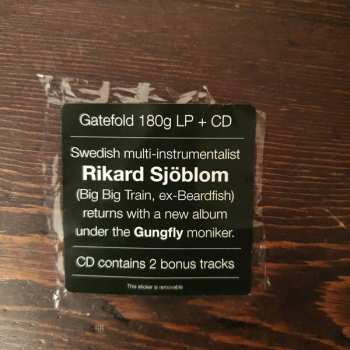 Gatefold 180g LP + CD
Swedish multi-instrumentalist
Rikard Sjöblom
(Big Big Train, ex-Beardfish)
returns with a new album
under the Gungfly moniker.
CD contains 2 bonus tracks
This sticker is removable